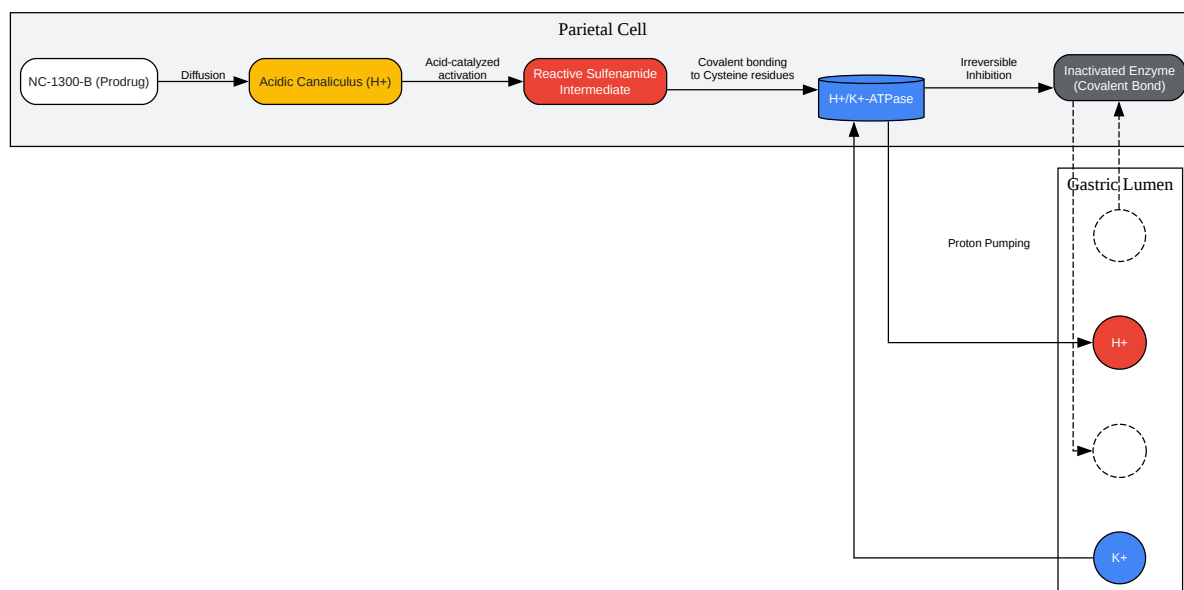 Parietal Cell
NC-1300-B (Prodrug)
Diffusion
Acidic Canaliculus (H+)
Acid-catalyzed
activation
Reactive Sulfenamide
Intermediate
Covalent bonding
to Cysteine residues
H+/K+-ATPase
Irreversible
Inhibition
Inactivated Enzyme
(Covalent Bond)
Gastric Lumen
Proton Pumping
H+
K+